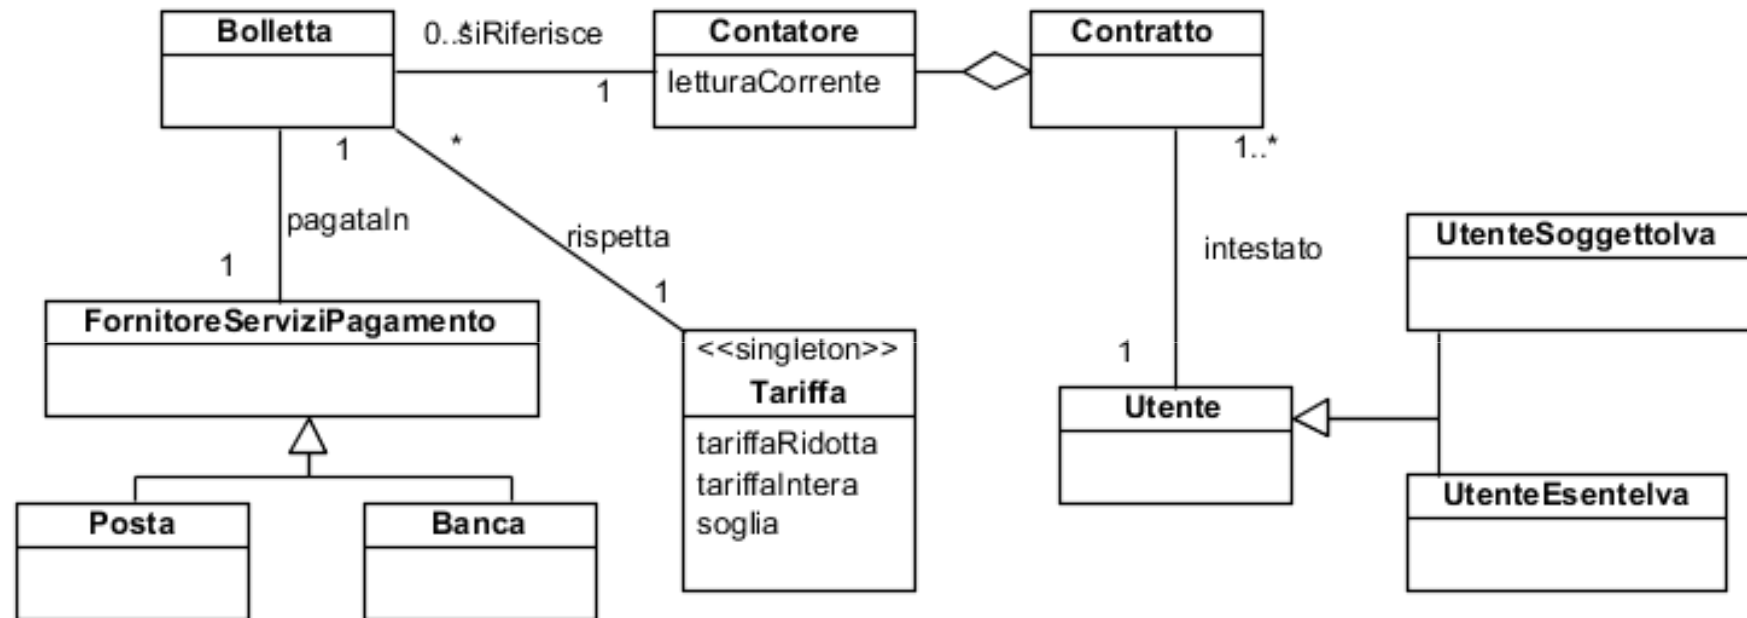 Bolletta
0..*
siRiferisce
1
Contatore
letturaCorrente
Contratto
1
*
1..*
pagataIn
1
rispetta
1
intestato
1
UtenteSoggettoIva
FornitoreServiziPagamento
<<singleton>>
Tariffa
tariffaRidotta
tariffaIntera
soglia
Utente
UtenteEsenteIva
Posta
Banca